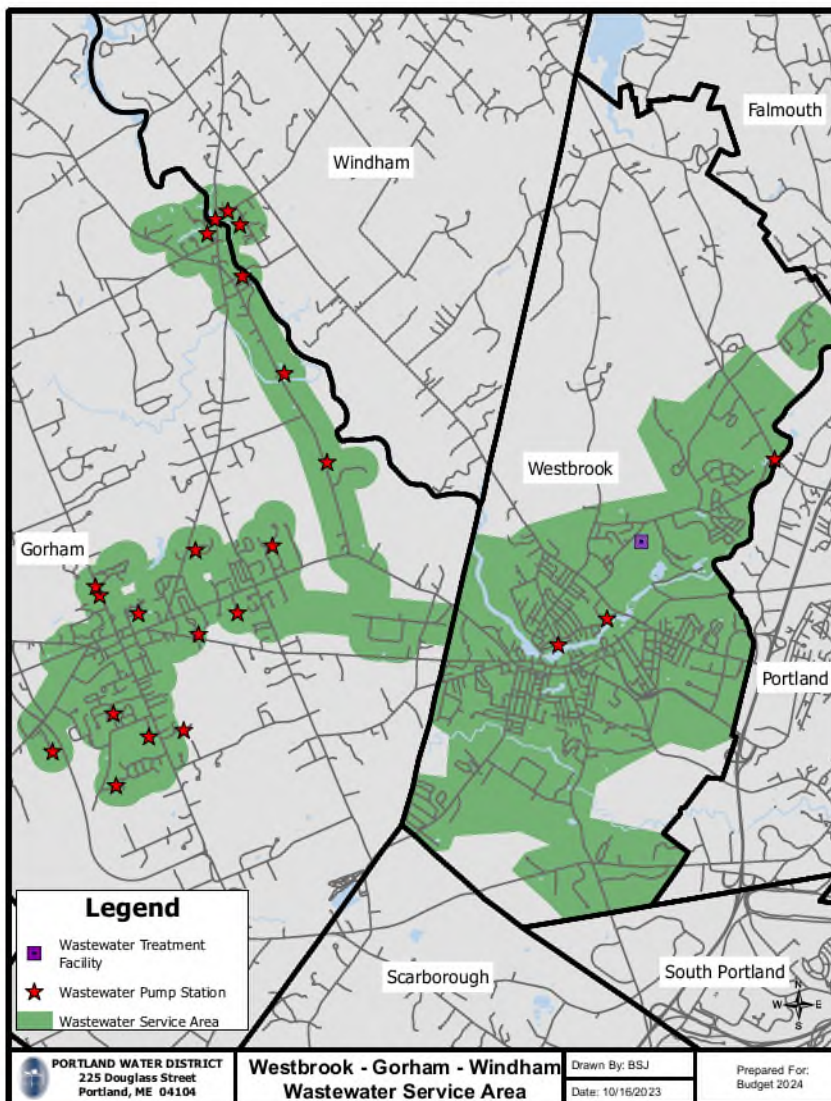 Falmouth
Windham
Westbrook
Gorham
Portland
Legend
Wastewater Treatment
Facility
Wastewater Pump Station
Wastewater Service Area
Scarborough
South Portland
N
W E
S
PORTLAND WATER DISTRICT
225 Douglass Street
Portland, ME 04104
Westbrook - Gorham - Windham
Wastewater Service Area
Drawn By: BSJ
Date: 10/16/2023
Prepared For:
Budget 2024